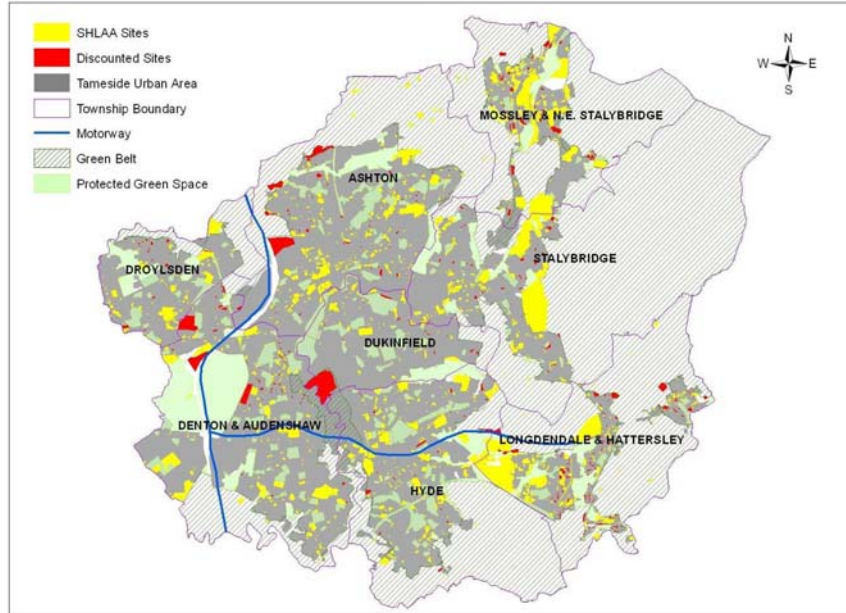 SHLAA Sites
Discounted Sites
Tameside Urban Area
Township Boundary
Motorway
Green Belt
Protected Green Space
N
W E
S
MOSSLEY & N.E. STALYBRIDGE
ASHTON
STALYBRIDGE
DROYLSDEN
DUKINFIELD
DENTON & AUDENSHAW
LONGDENDALE & HATTERSLEY
HYDE